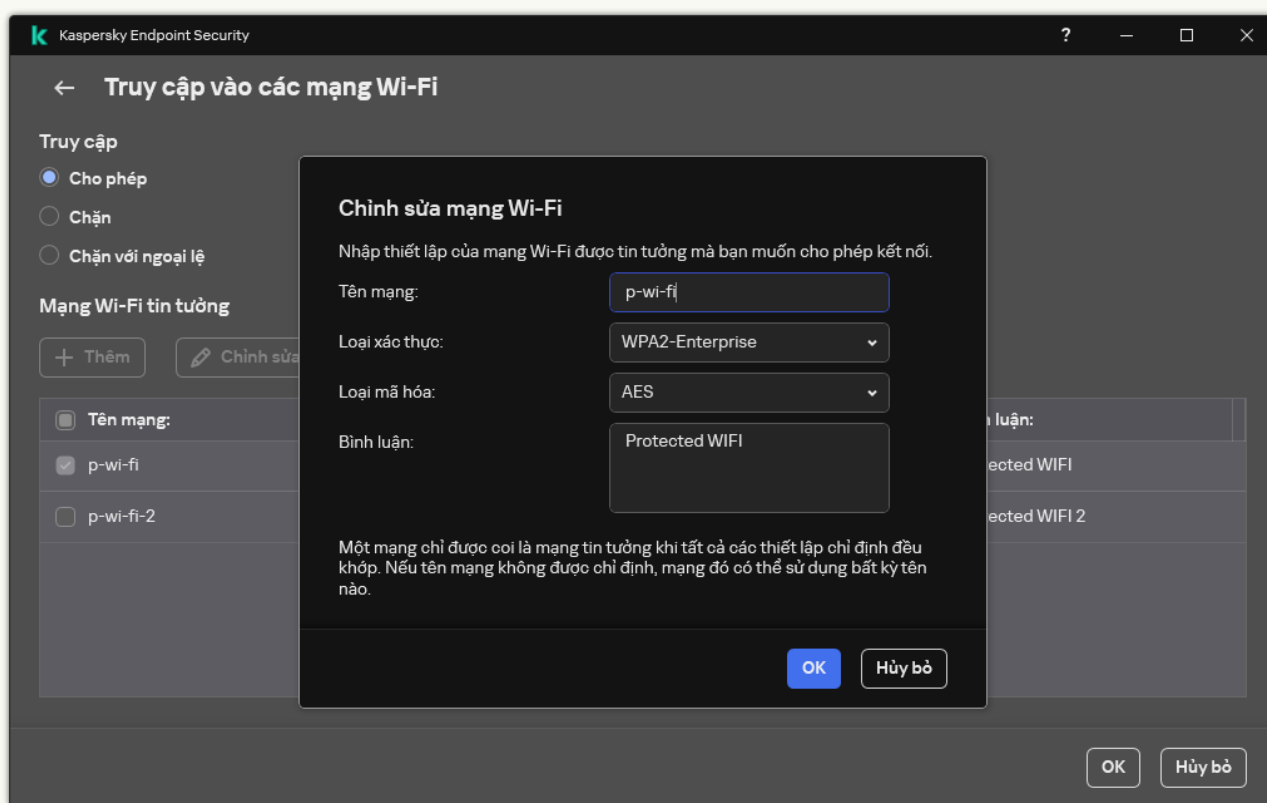 Kaspersky Endpoint Security
?
Truy cập vào các mạng Wi-Fi
Truy cập
Cho phép
Chặn
Chặn với ngoại lệ
Mạng Wi-Fi tin tưởng
Thêm
Chỉnh sửa
Tên mạng:
luận:
p-wi-fi
ected WIFI
p-wi-fi-2
ected WIFI 2
Chỉnh sửa mạng Wi-Fi
Nhập thiết lập của mạng Wi-Fi được tin tưởng mà bạn muốn cho phép kết nối.
Tên mạng:
p-wi-fi
Loại xác thực:
WPA2-Enterprise
Loại mã hóa:
AES
Bình luận:
Protected WIFI
Một mạng chỉ được coi là mạng tin tưởng khi tất cả các thiết lập chỉ định đều
khớp. Nếu tên mạng không được chỉ định, mạng đó có thể sử dụng bất kỳ tên
nào.
OK
Hủy bỏ
OK
Hủy bỏ